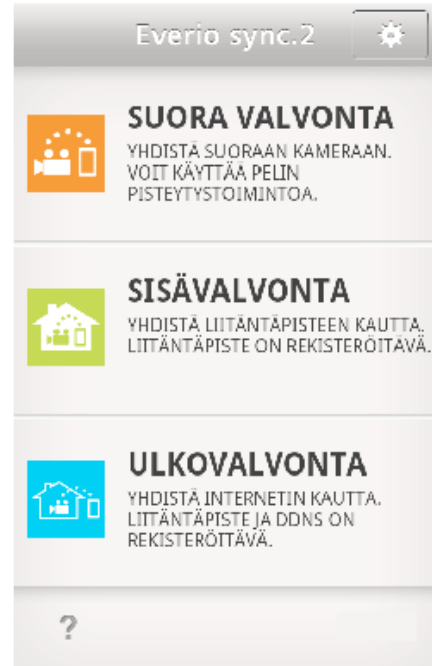 Everio sync.2
SUORA VALVONTA
YHDISTÄ SUORAAN KAMERAAN.
VOIT KÄYTTÄÄ PELIN
PISTEYTYSTOIMINTOA.
SISÄVALVONTA
YHDISTÄ LIITÄNTÄPISTEEN KAUTTA.
LIITÄNTÄPISTE ON REKISTERÖITÄVÄ.
ULKOVALVONTA
YHDISTÄ INTERNETIN KAUTTA.
LIITÄNTÄPISTE JA DDNS ON
REKISTERÖITÄVÄ.
?